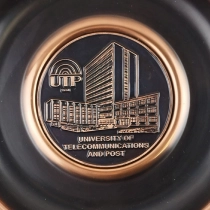 UTP
UNIVERSITY OF
TELECOMMUNICATIONS
AND POST